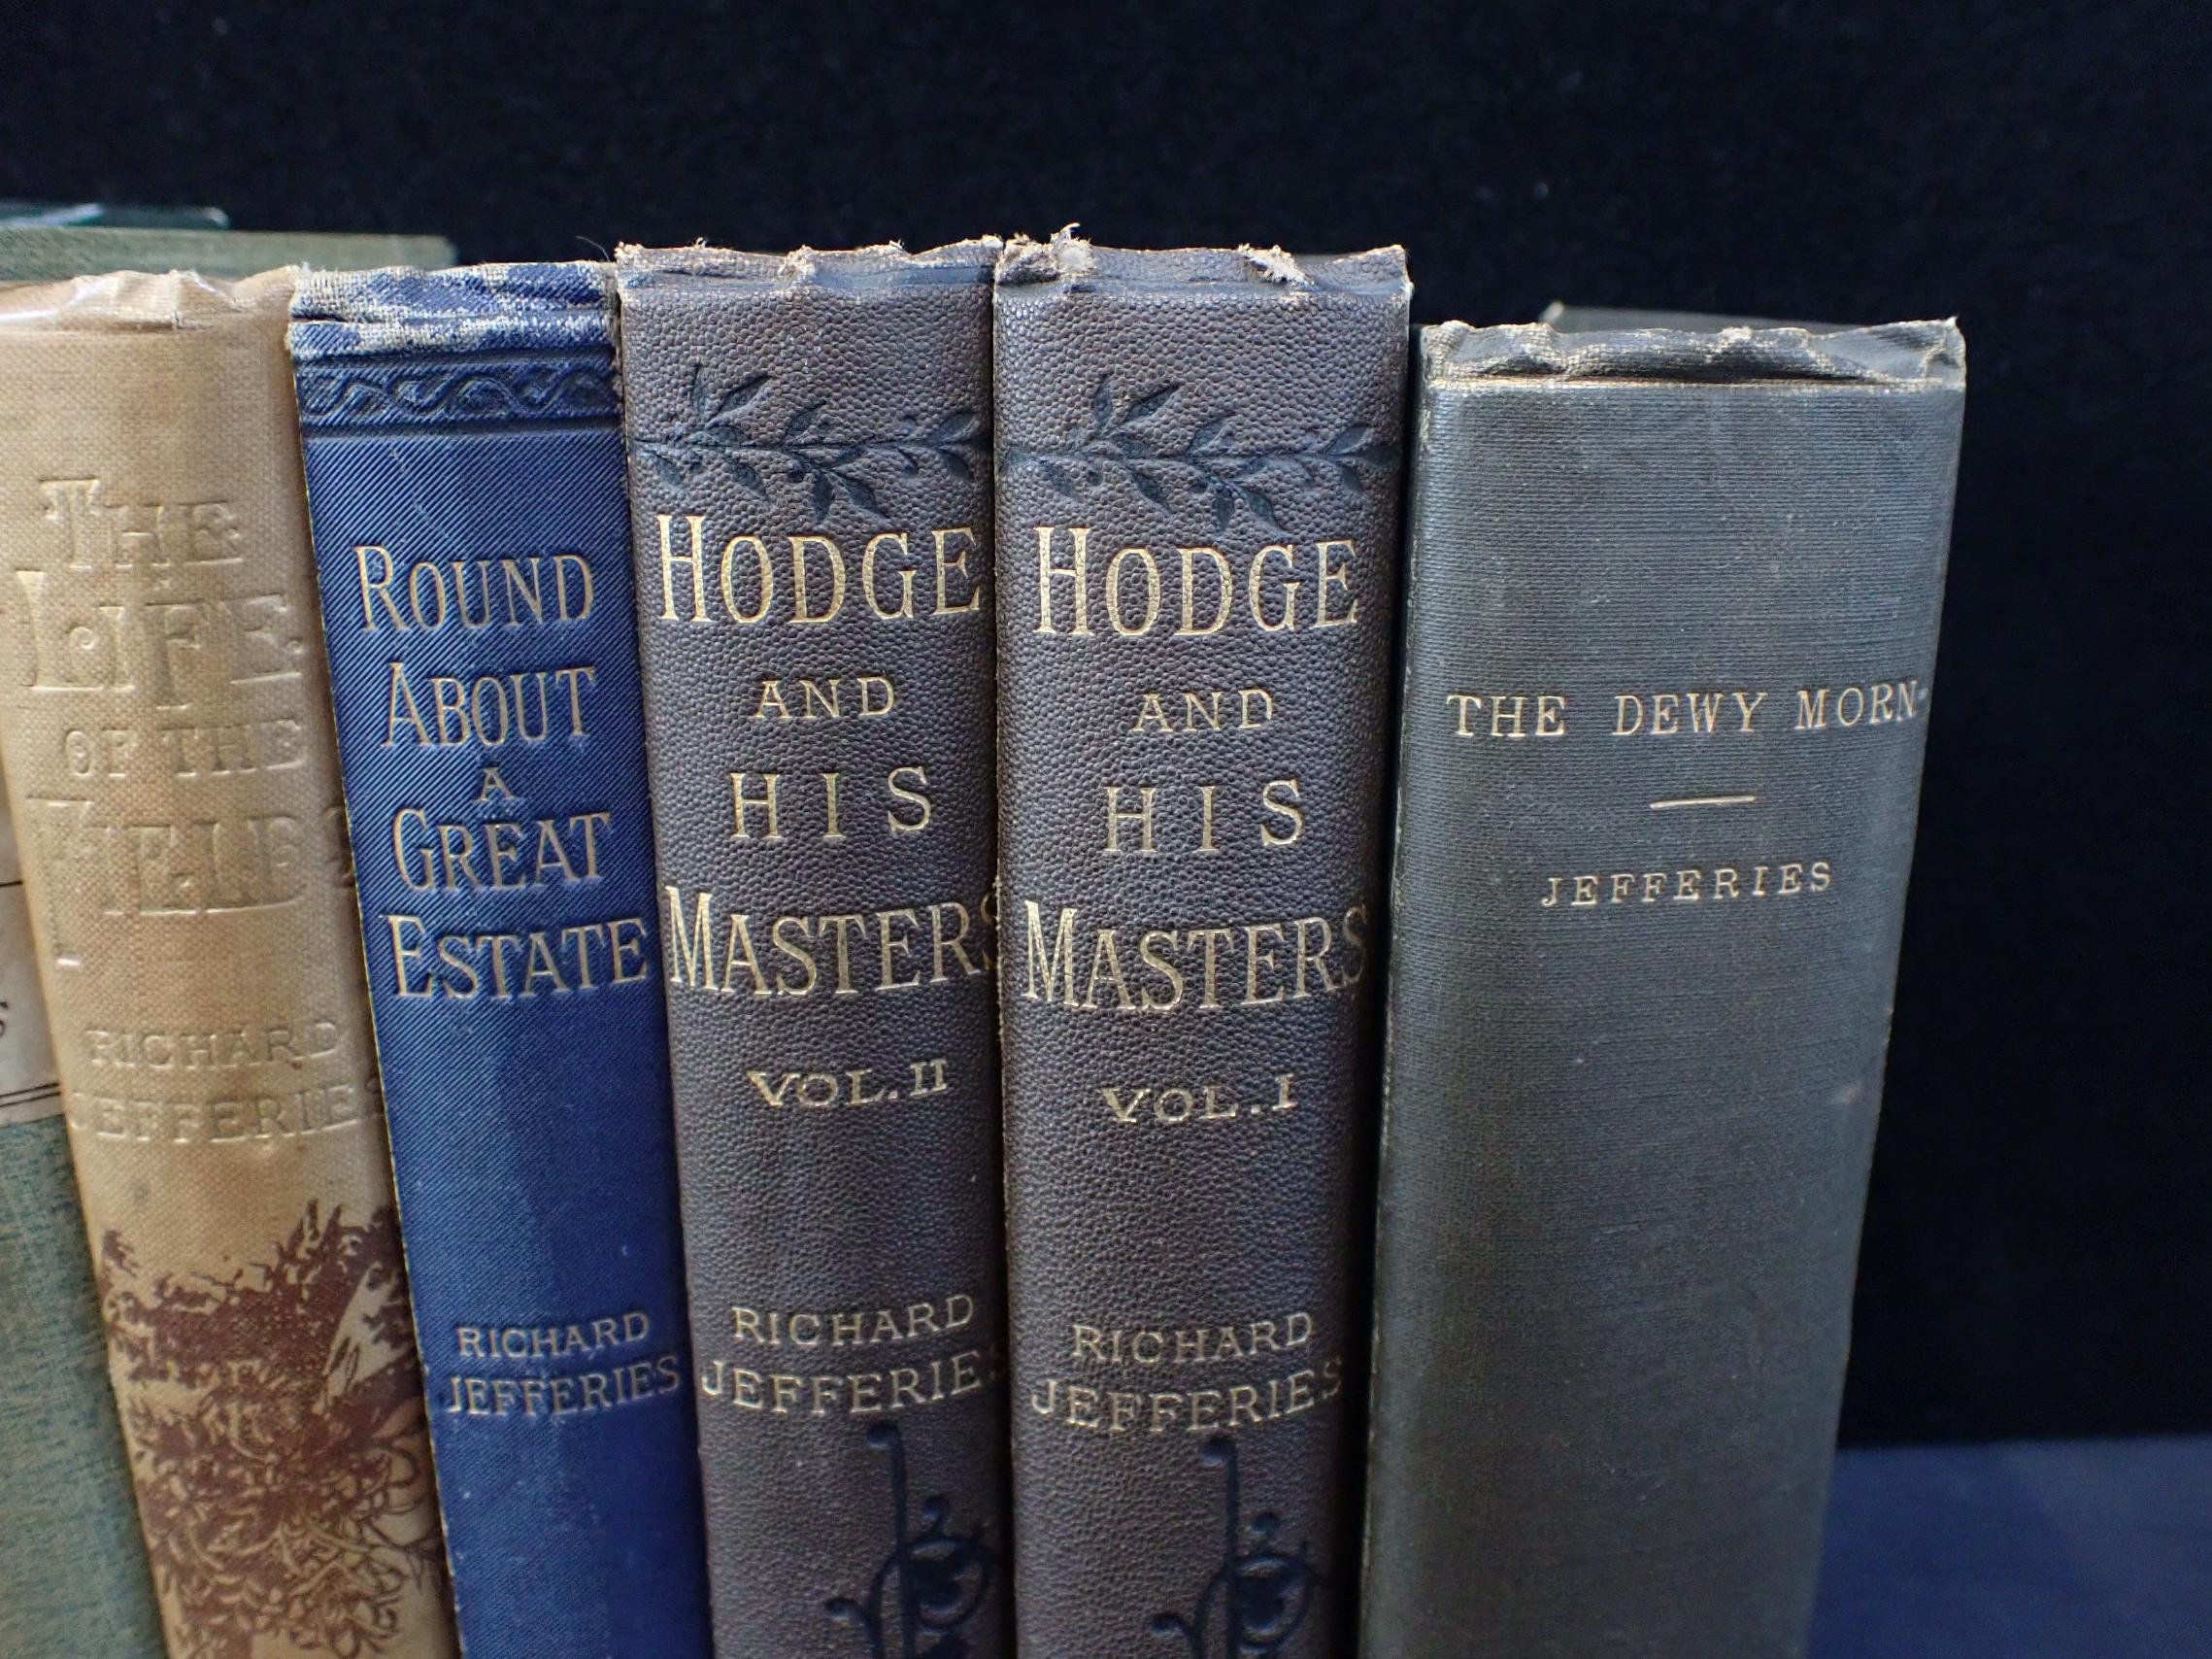 THE
LIFE
OF THE
FIELDS
RICHARD
JEFFERIES
ROUND
ABOUT
A
GREAT
ESTATE
RICHARD
JEFFERIES
HODGE
AND
HIS
MASTERS
VOL. II
RICHARD
JEFFERIES
HODGE
AND
HIS
MASTERS
VOL. I
RICHARD
JEFFERIES
THE DEWY MORN-
JEFFERIES